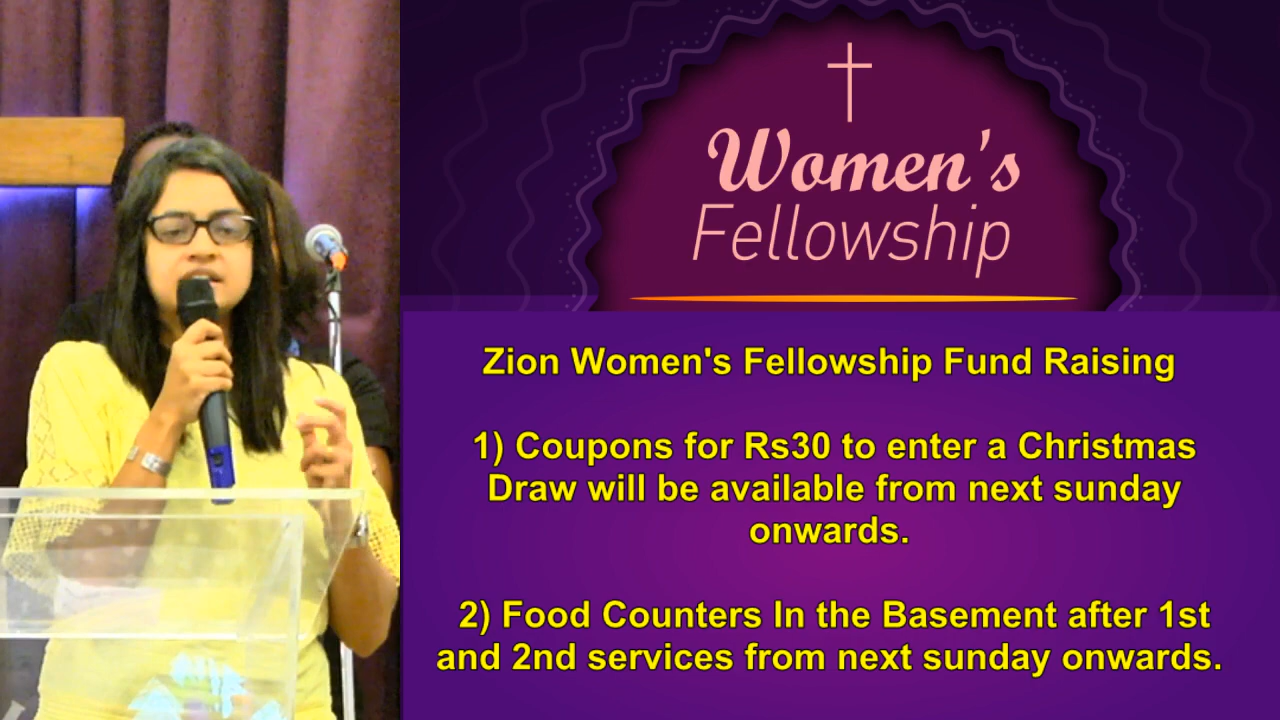 Women's
Fellowship
Zion Women's Fellowship Fund Raising
1) Coupons for Rs30 to enter a Christmas
Draw will be available from next sunday
onwards.
2) Food Counters In the Basement after 1st
and 2nd services from next sunday onwards.